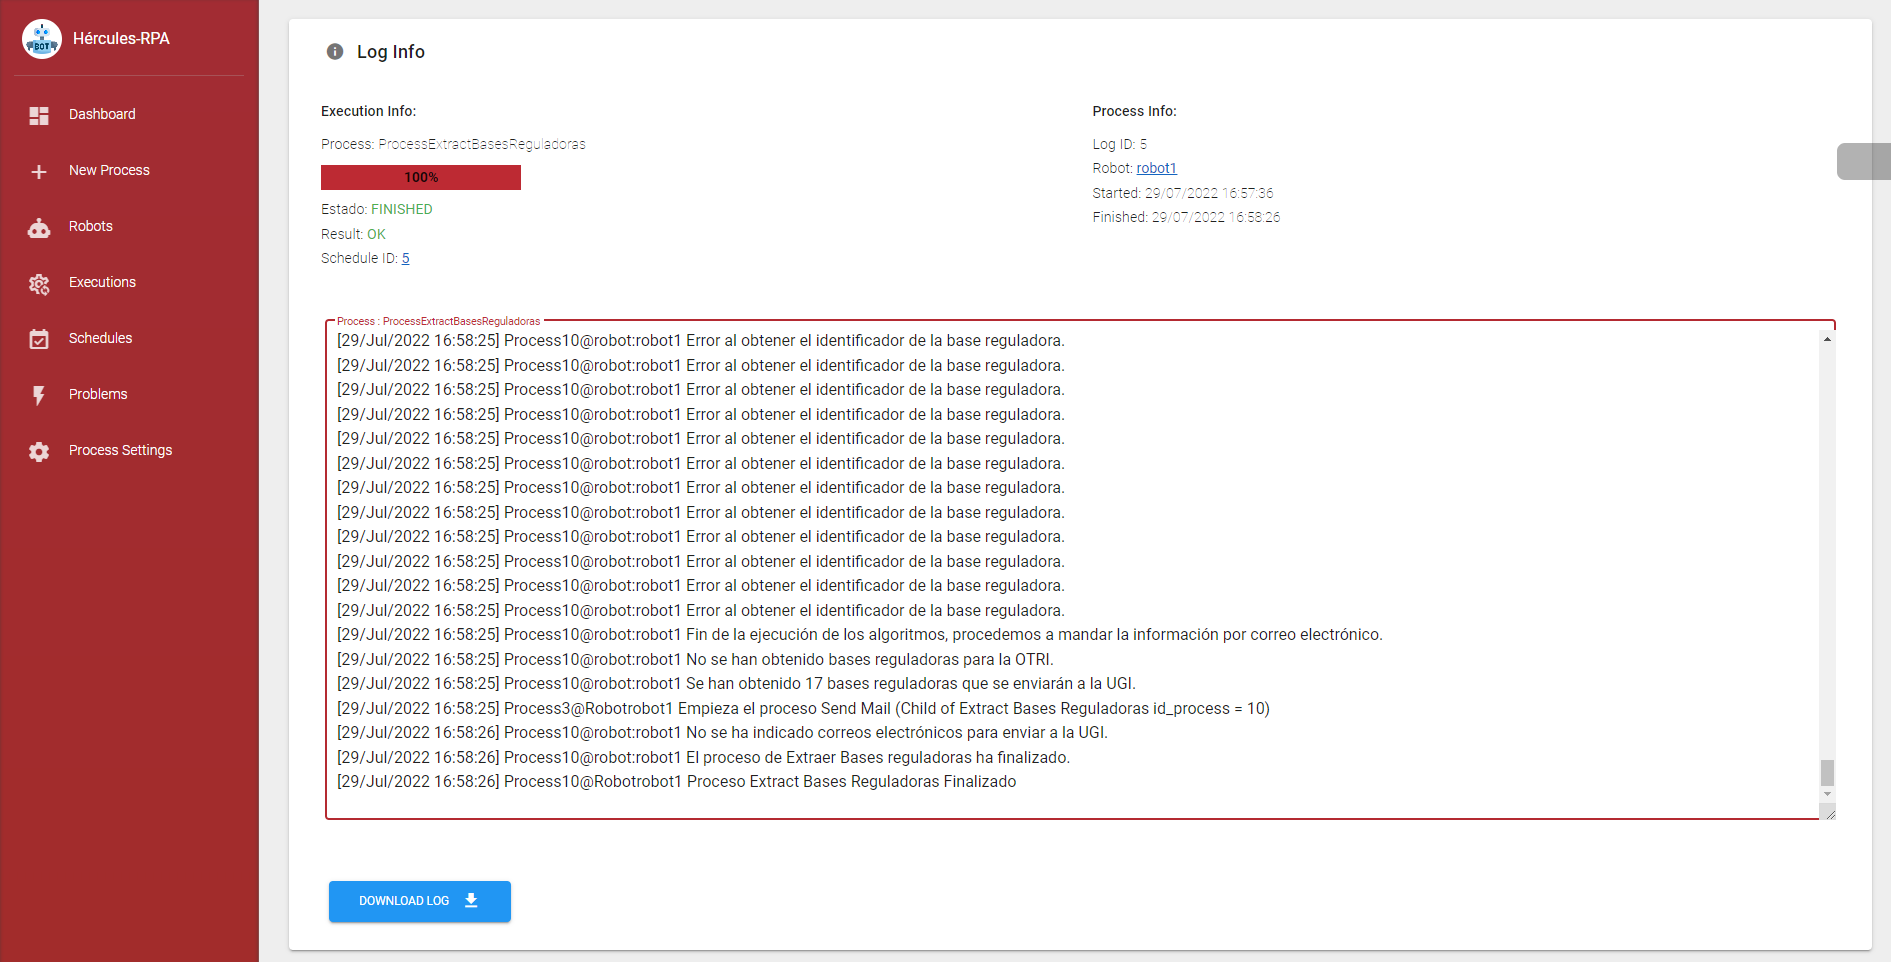 BOT
Hércules-RPA
Dashboard
New Process
Robots
Executions
Schedules
Problems
Process Settings
Log Info
Execution Info:
Process: ProcessExtractBasesReguladoras
100%
Estado: FINISHED
Result: OK
Schedule ID: 5
Process Info:
Log ID: 5
Robot: robot1
Started: 29/07/2022 16:57:36
Finished: 29/07/2022 16:58:26
Process : ProcessExtractBasesReguladoras
[29/Jul/2022 16:58:25] Process10@robot:robot1 Error al obtener el identificador de la base reguladora.
[29/Jul/2022 16:58:25] Process10@robot:robot1 Error al obtener el identificador de la base reguladora.
[29/Jul/2022 16:58:25] Process10@robot:robot1 Error al obtener el identificador de la base reguladora.
[29/Jul/2022 16:58:25] Process10@robot:robot1 Error al obtener el identificador de la base reguladora.
[29/Jul/2022 16:58:25] Process10@robot:robot1 Error al obtener el identificador de la base reguladora.
[29/Jul/2022 16:58:25] Process10@robot:robot1 Error al obtener el identificador de la base reguladora.
[29/Jul/2022 16:58:25] Process10@robot:robot1 Error al obtener el identificador de la base reguladora.
[29/Jul/2022 16:58:25] Process10@robot:robot1 Error al obtener el identificador de la base reguladora.
[29/Jul/2022 16:58:25] Process10@robot:robot1 Error al obtener el identificador de la base reguladora.
[29/Jul/2022 16:58:25] Process10@robot:robot1 Error al obtener el identificador de la base reguladora.
[29/Jul/2022 16:58:25] Process10@robot:robot1 Error al obtener el identificador de la base reguladora.
[29/Jul/2022 16:58:25] Process10@robot:robot1 Error al obtener el identificador de la base reguladora.
[29/Jul/2022 16:58:25] Process10@robot:robot1 Fin de la ejecución de los algoritmos, procedemos a mandar la información por correo electrónico.
[29/Jul/2022 16:58:25] Process10@robot:robot1 No se han obtenido bases reguladoras para la OTRI.
[29/Jul/2022 16:58:25] Process10@robot:robot1 Se han obtenido 17 bases reguladoras que se enviarán a la UGI.
[29/Jul/2022 16:58:25] Process3@Robotrobot1 Empieza el proceso Send Mail (Child of Extract Bases Reguladoras id_process = 10)
[29/Jul/2022 16:58:26] Process10@robot:robot1 No se ha indicado correos electrónicos para enviar a la UGI.
[29/Jul/2022 16:58:26] Process10@robot:robot1 El proceso de Extraer Bases reguladoras ha finalizado.
[29/Jul/2022 16:58:26] Process10@Robotrobot1 Proceso Extract Bases Reguladoras Finalizado
DOWNLOAD LOG